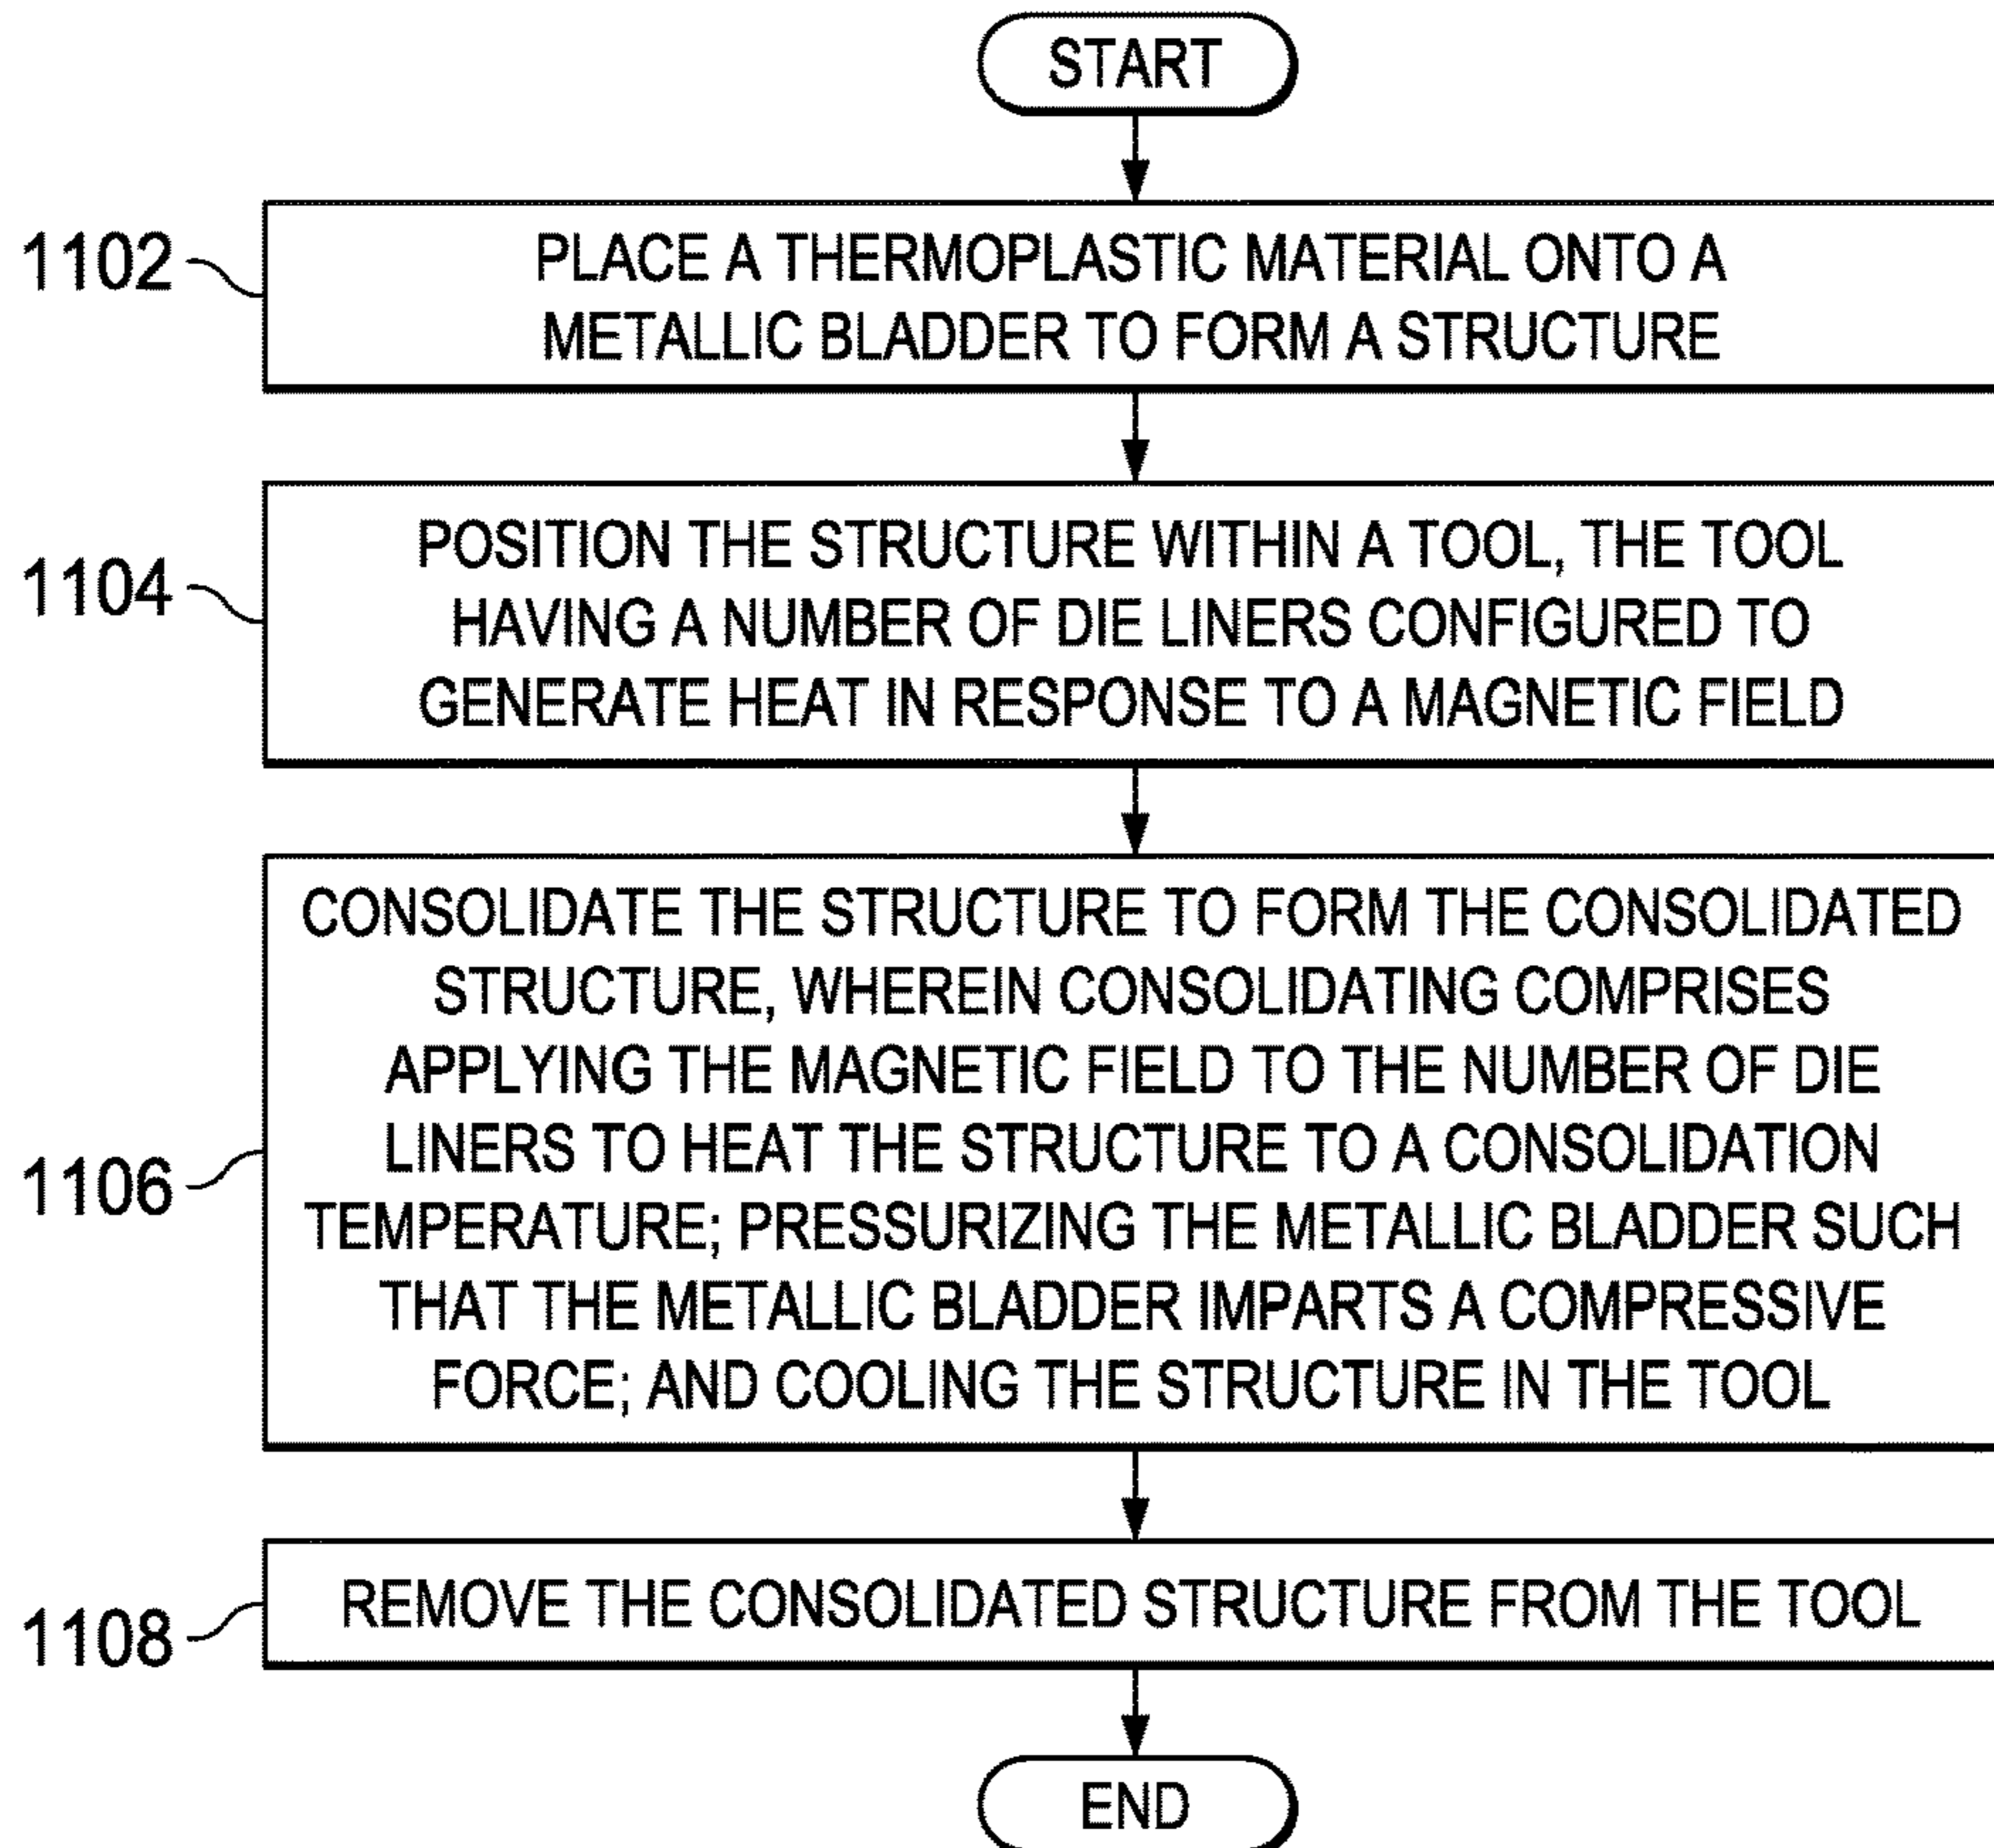 START
1102
PLACE A THERMOPLASTIC MATERIAL ONTO A
METALLIC BLADDER TO FORM A STRUCTURE
1104
POSITION THE STRUCTURE WITHIN A TOOL, THE TOOL
HAVING A NUMBER OF DIE LINERS CONFIGURED TO
GENERATE HEAT IN RESPONSE TO A MAGNETIC FIELD
1106
CONSOLIDATE THE STRUCTURE TO FORM THE CONSOLIDATED
STRUCTURE, WHEREIN CONSOLIDATING COMPRISES
APPLYING THE MAGNETIC FIELD TO THE NUMBER OF DIE
LINERS TO HEAT THE STRUCTURE TO A CONSOLIDATION
TEMPERATURE; PRESSURIZING THE METALLIC BLADDER SUCH
THAT THE METALLIC BLADDER IMPARTS A COMPRESSIVE
FORCE; AND COOLING THE STRUCTURE IN THE TOOL
1108
REMOVE THE CONSOLIDATED STRUCTURE FROM THE TOOL
END